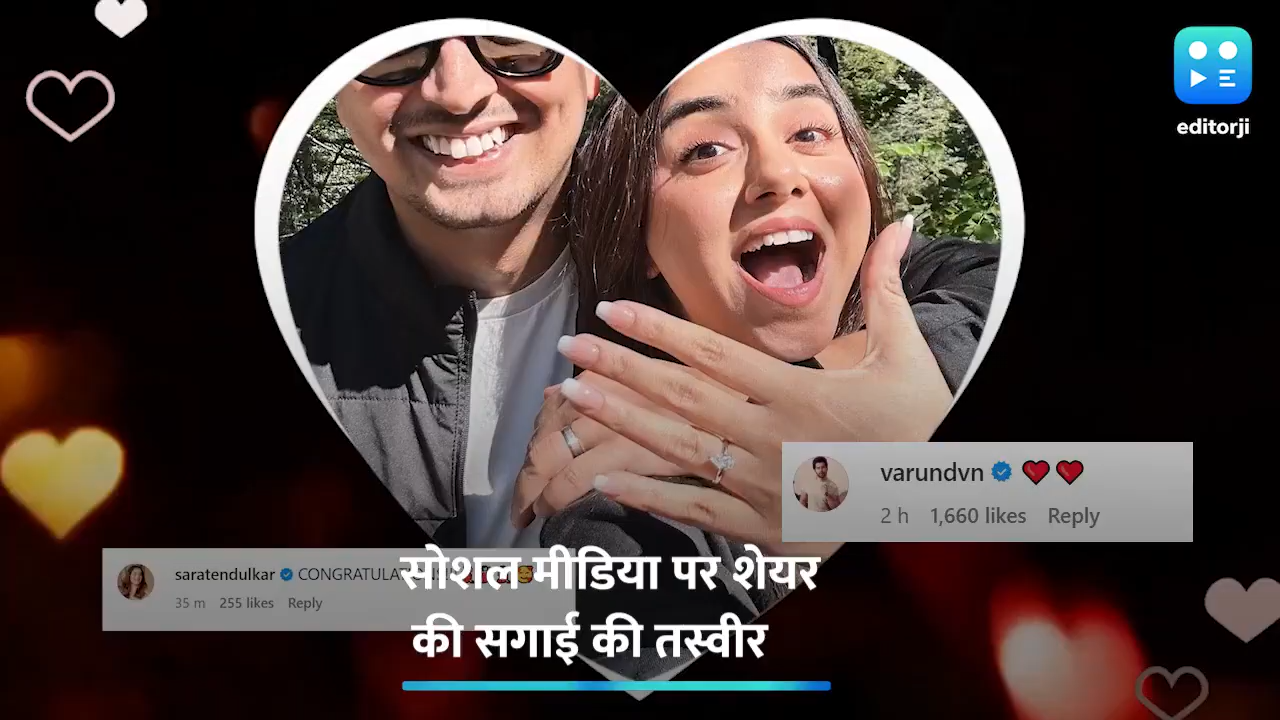 editorji
varundvn
2 h 1,660 likes Reply
saratendulkar CONGRATULA
35 m 255 likes Reply
सोशल मीडिया पर शेयर
की सगाई की तस्वीर